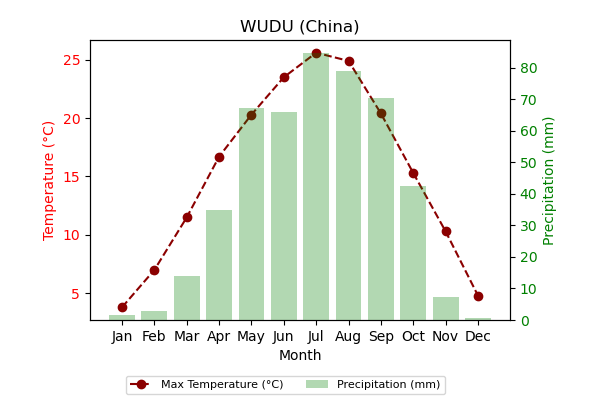 WUDU (China)
25
20
15
10
5
Temperature (°C)
80
70
60
50
40
30
20
10
0
Precipitation (mm)
Jan Feb Mar Apr May Jun Jul Aug Sep Oct Nov Dec
Month
Max Temperature (°C) Precipitation (mm)